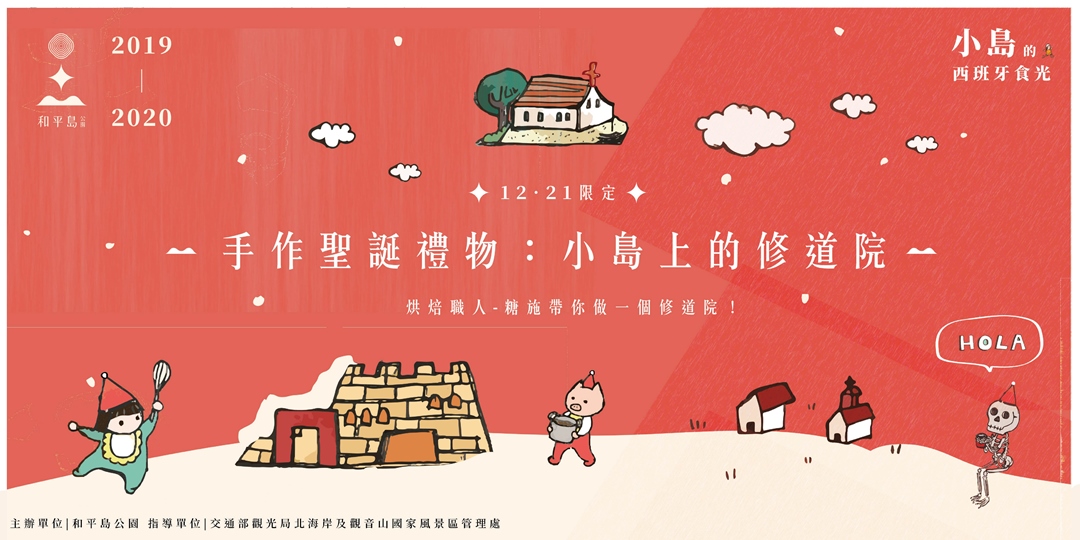 2019
|
2020
和平島公園
小島的
西班牙食光
12·21限定
手作聖誕禮物：小島上的修道院
烘焙職人-糖施帶你做一個修道院！
HOLA
主辦單位|和平島公園 指導單位|交通部觀光局北海岸及觀音山國家風景區管理處